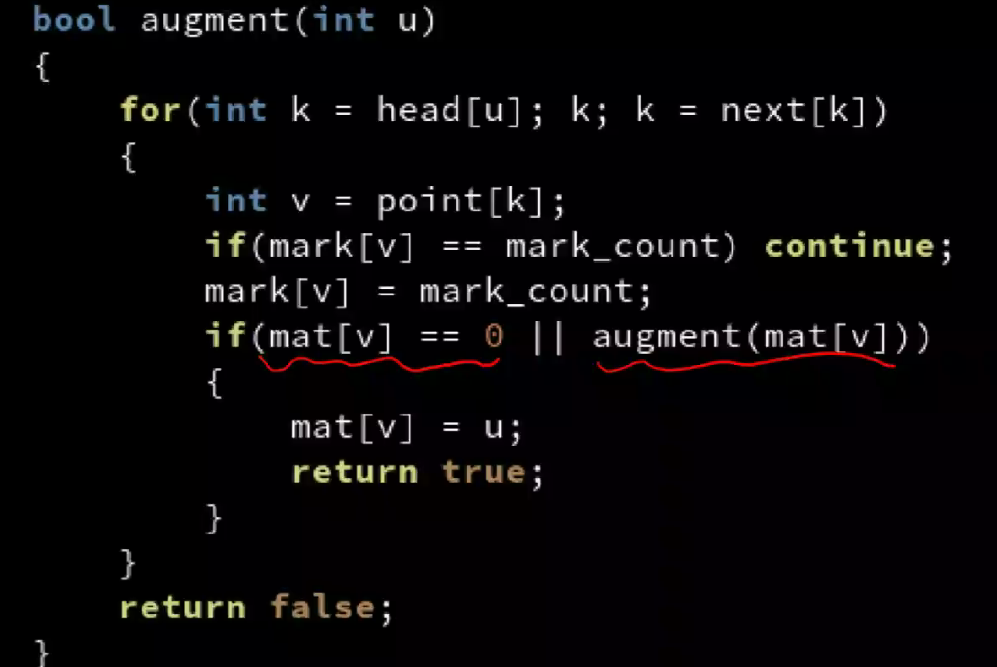 bool augment(int u)
{
    for(int k = head[u]; k; k = next[k])
    {
        int v = point[k];
        if(mark[v] == mark_count) continue;
        mark[v] = mark_count;
        if(mat[v] == 0 || augment(mat[v]))
        {
            mat[v] = u;
            return true;
        }
    }
    return false;
}